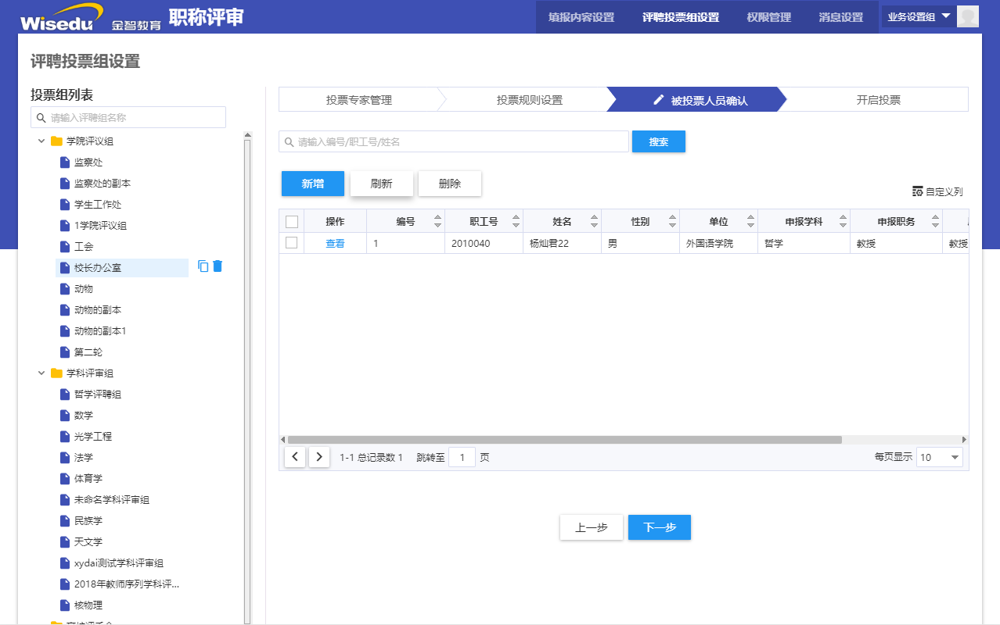 Wisedu 金智教育 职称评审 填报内容设置 评聘投票组设置 权限管理 消息设置 业务设置组
评聘投票组设置
投票组列表
请输入评聘组名称
学院评议组
监察处
监察处的副本
学生工作处
1学院评议组
工会
校长办公室
动物
动物的副本
动物的副本1
第二轮
学科评审组
哲学评聘组
数学
光学工程
法学
体育学
未命名学科评审组
民族学
天文学
xydai测试学科评审组
2018年教师序列学科评...
核物理
投票专家管理 投票规则设置 被投票人员确认 开启投票
请输入编号/职工号/姓名 搜索
新增 刷新 删除
自定义列
操作 编号 职工号 姓名 性别 单位 申报学科 申报职务
查看 1 2010040 杨灿君22 男 外国语学院 哲学 教授 教授
1-1 总记录数 1 跳转至 1 页 每页显示 10
上一步 下一步